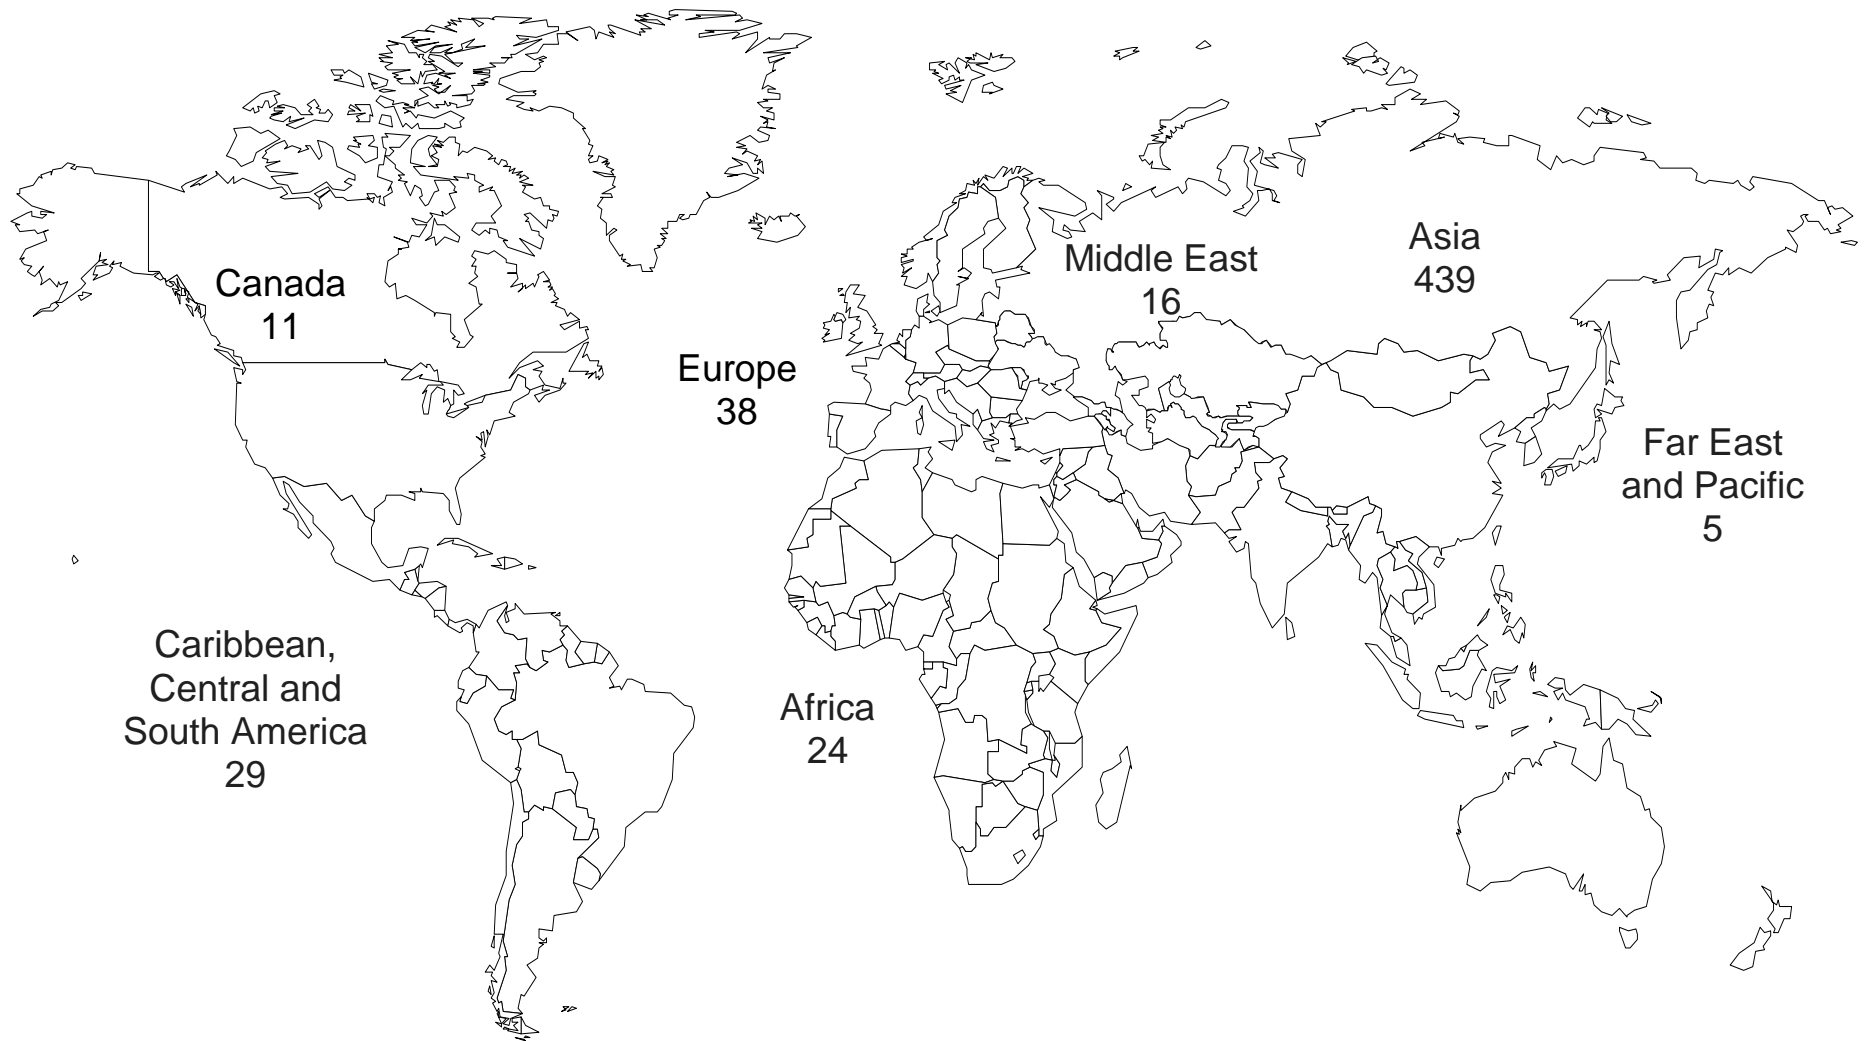 Canada
11
Europe
38
Middle East
16
Asia
439
Far East
and Pacific
5
Caribbean,
Central and
South America
29
Africa
24